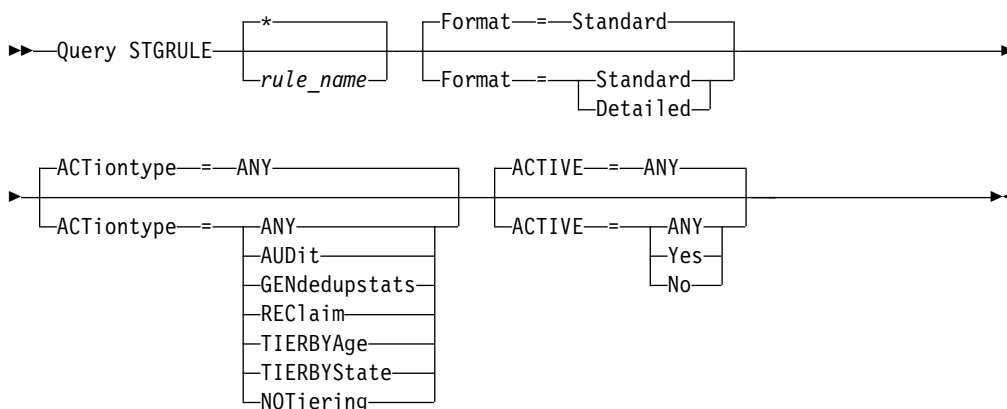 * Format = Standard
Query STGRULE
rule_name Format = Standard
Detailed
ACTiontype = ANY ACTIVE = ANY
ACTiontype = ANY ACTIVE = ANY
AUDit Yes
GENdedupstats No
REClaim
TIERBYAge
TIERBYState
NOTiering